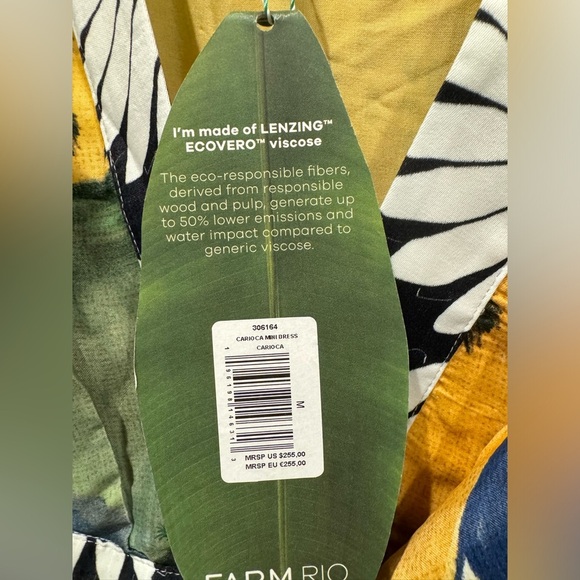 I'm made of LENZING™
ECOVERO™ viscose
The eco-responsible fibers,
derived from responsible
wood and pulp, generate up
to 50% lower emissions and
water impact compared to
generic viscose.
306164
CARIOCA MINI DRESS
CARIOCA
M
MRSP US $255,00
MRSP EU €255,00
FARM RIO